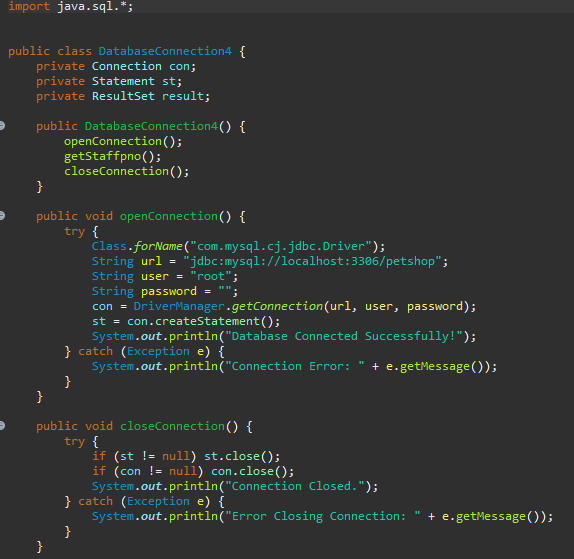 import java.sql.*;
public class DatabaseConnection4 {
    private Connection con;
    private Statement st;
    private ResultSet result;
    public DatabaseConnection4() {
        openConnection();
        getStaffpno();
        closeConnection();
    }
    public void openConnection() {
        try {
            Class.forName("com.mysql.cj.jdbc.Driver");
            String url = "jdbc:mysql://localhost:3306/petshop";
            String user = "root";
            String password = "";
            con = DriverManager.getConnection(url, user, password);
            st = con.createStatement();
            System.out.println("Database Connected Successfully!");
        } catch (Exception e) {
            System.out.println("Connection Error: " + e.getMessage());
        }
    }
    public void closeConnection() {
        try {
            if (st != null) st.close();
            if (con != null) con.close();
            System.out.println("Connection Closed.");
        } catch (Exception e) {
            System.out.println("Error Closing Connection: " + e.getMessage());
        }
    }